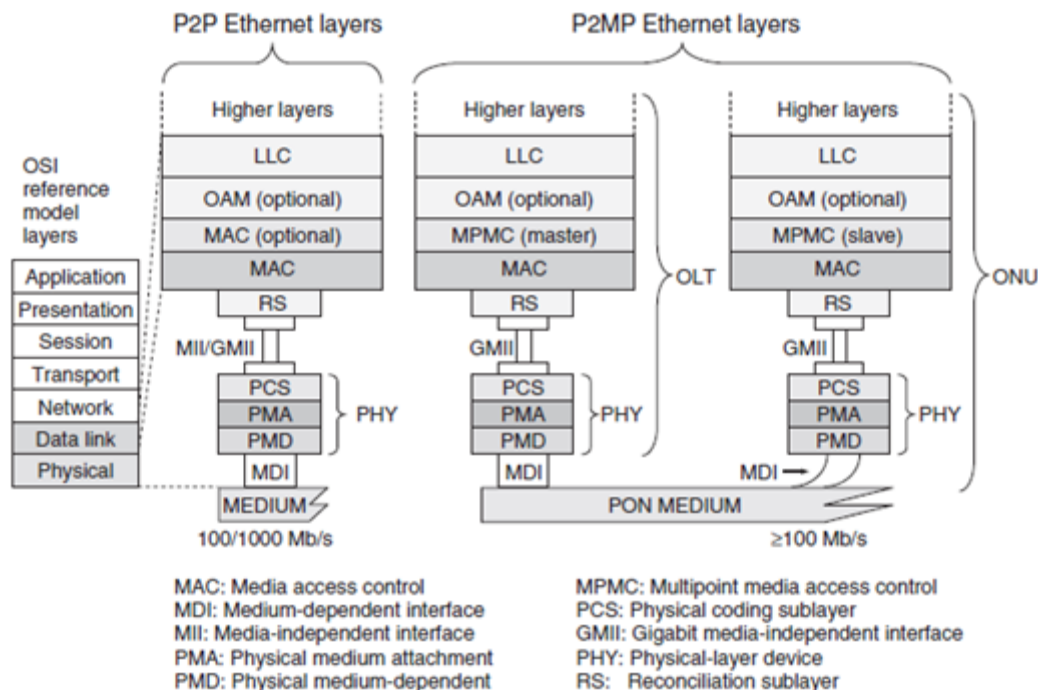 P2P Ethernet layers
P2MP Ethernet layers
OSI
reference
model
layers
Application
Presentation
Session
Transport
Network
Data link
Physical
Higher layers
LLC
OAM (optional)
MAC (optional)
MAC
RS
MII/GMII
PCS
PMA
PMD
PHY
MDI
MEDIUM
100/1000 Mb/s
Higher layers
LLC
OAM (optional)
MPMC (master)
MAC
RS
GMII
PCS
PMA
PMD
PHY
MDI
OLT
Higher layers
LLC
OAM (optional)
MPMC (slave)
MAC
RS
GMII
PCS
PMA
PMD
PHY
MDI
ONU
PON MEDIUM
≥100 Mb/s
MAC: Media access control
MDI: Medium-dependent interface
MII: Media-independent interface
PMA: Physical medium attachment
PMD: Physical medium-dependent
MPMC: Multipoint media access control
PCS: Physical coding sublayer
GMII: Gigabit media-independent interface
PHY: Physical-layer device
RS: Reconciliation sublayer